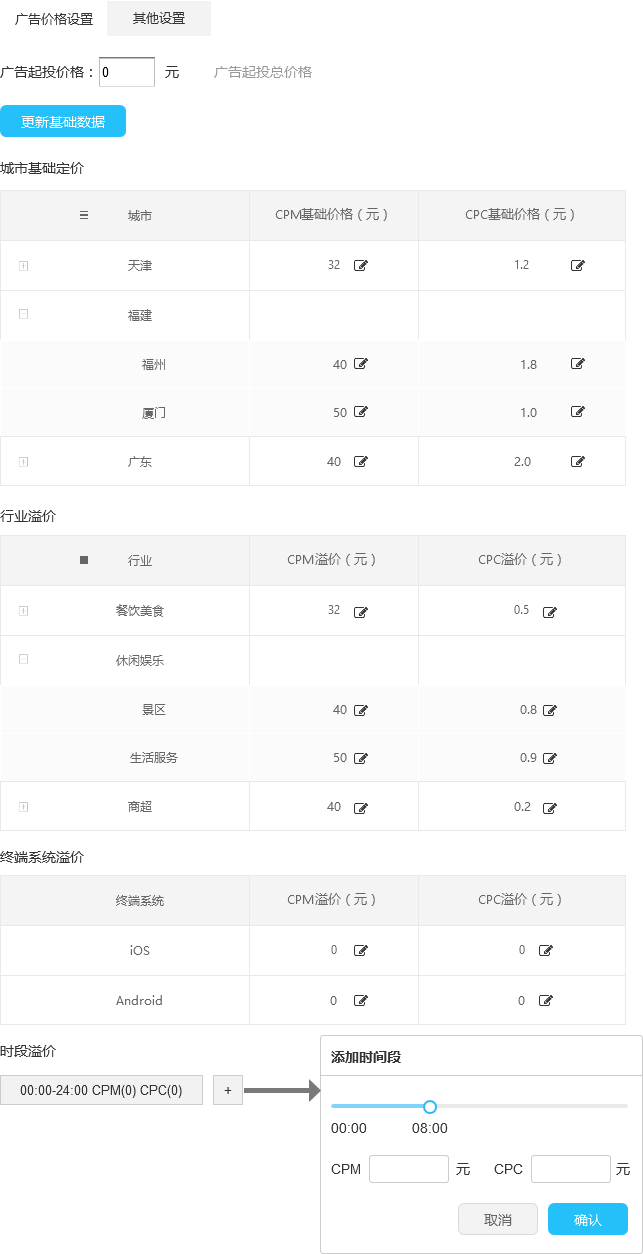 广告价格设置 其他设置
广告起投价格： 0 元 广告起投总价格
更新基础数据
城市基础定价
城市 CPM基础价格（元） CPC基础价格（元）
天津 32 1.2
福建
福州 40 1.8
厦门 50 1.0
广东 40 2.0
行业溢价
行业 CPM溢价（元） CPC溢价（元）
餐饮美食 32 0.5
休闲娱乐
景区 40 0.8
生活服务 50 0.9
商超 40 0.2
终端系统溢价
终端系统 CPM溢价（元） CPC溢价（元）
iOS 0 0
Android 0 0
时段溢价
00:00-24:00 CPM(0) CPC(0) +
添加时间段
00:00 08:00
CPM 元 CPC 元
取消 确认